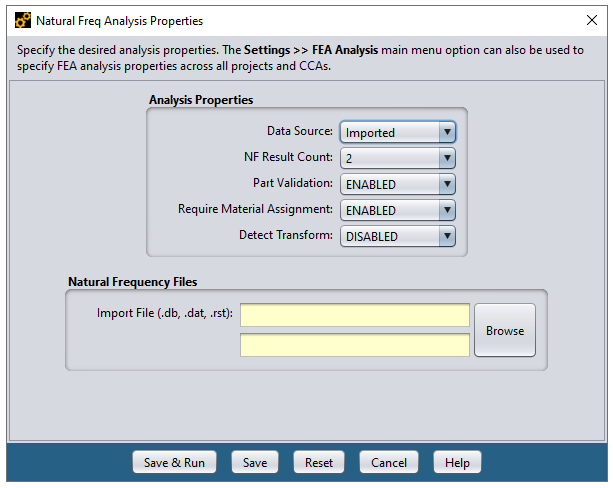 Natural Freq Analysis Properties
Specify the desired analysis properties. The Settings >> FEA Analysis main menu option can also be used to
specify FEA analysis properties across all projects and CCAs.
Analysis Properties
Data Source: Imported
NF Result Count: 2
Part Validation: ENABLED
Require Material Assignment: ENABLED
Detect Transform: DISABLED
Natural Frequency Files
Import File (.db, .dat, .rst):
Browse
Save & Run Save Reset Cancel Help